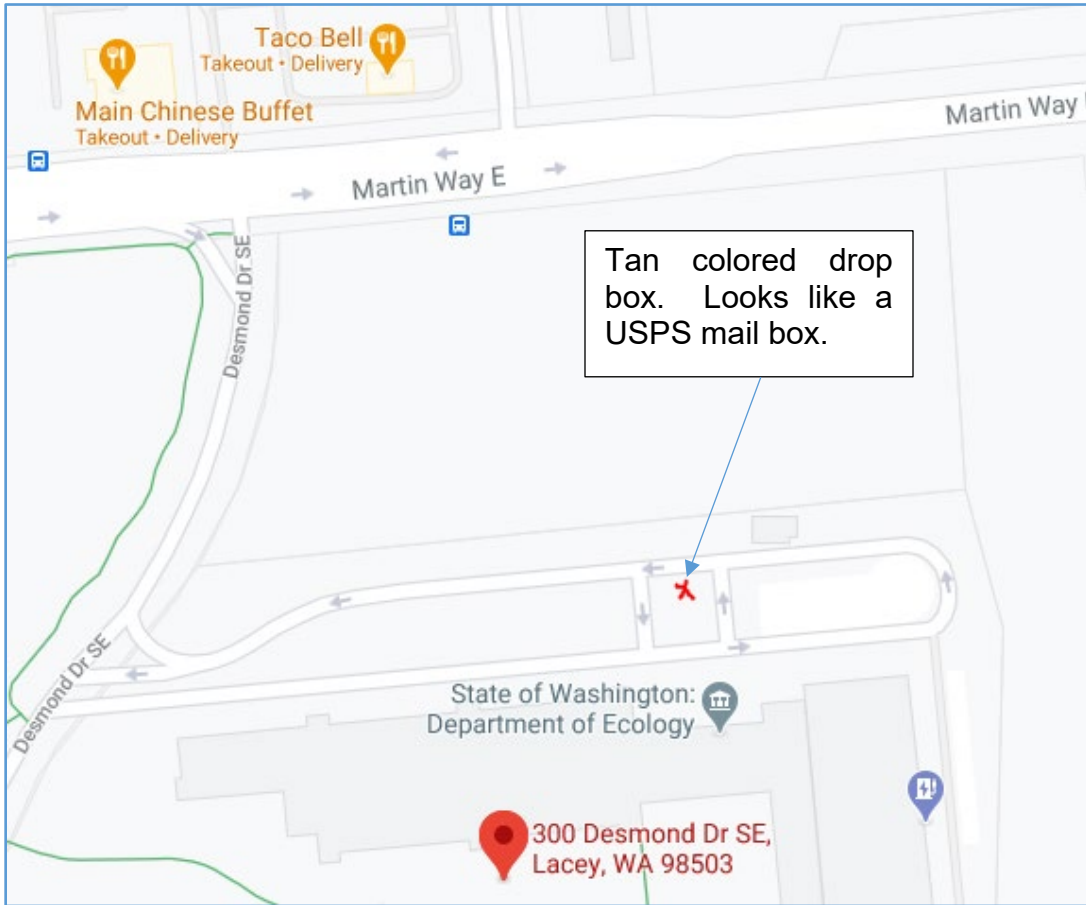 Taco Bell
Takeout • Delivery
Main Chinese Buffet
Takeout • Delivery
Martin Way
Martin Way E
Desmond Dr SE
Tan colored drop
box. Looks like a
USPS mail box.
Desmond Dr SE
State of Washington:
Department of Ecology
300 Desmond Dr SE,
Lacey, WA 98503